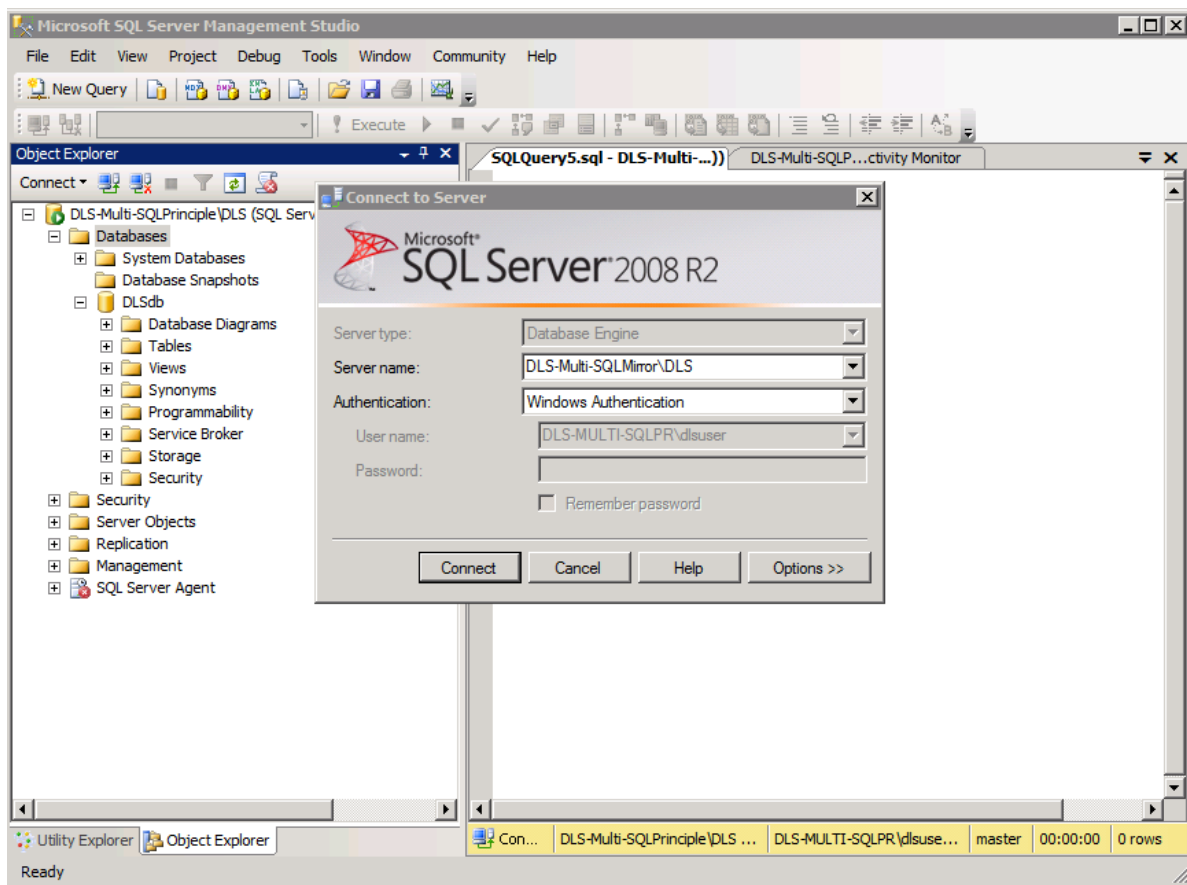 Microsoft SQL Server Management Studio
File Edit View Project Debug Tools Window Community Help
New Query
Execute
Object Explorer
SQLQuery5.sql - DLS-Multi-...)) DLS-Multi-SQLP...ctivity Monitor
Connect
DLS-Multi-SQLPrinciple\DLS (SQL Serv
Databases
System Databases
Database Snapshots
DLSdb
Database Diagrams
Tables
Views
Synonyms
Programmability
Service Broker
Storage
Security
Security
Server Objects
Replication
Management
SQL Server Agent
Connect to Server
Microsoft®
SQL Server® 2008 R2
Server type: Database Engine
Server name: DLS-Multi-SQLMirror\DLS
Authentication: Windows Authentication
User name: DLS-MULTI-SQLPR\dlsuser
Password:
Remember password
Connect Cancel Help Options >>
Utility Explorer Object Explorer
Con... DLS-Multi-SQLPrinciple\DLS ... DLS-MULTI-SQLPR\dlsuse... master 00:00:00 0 rows
Ready